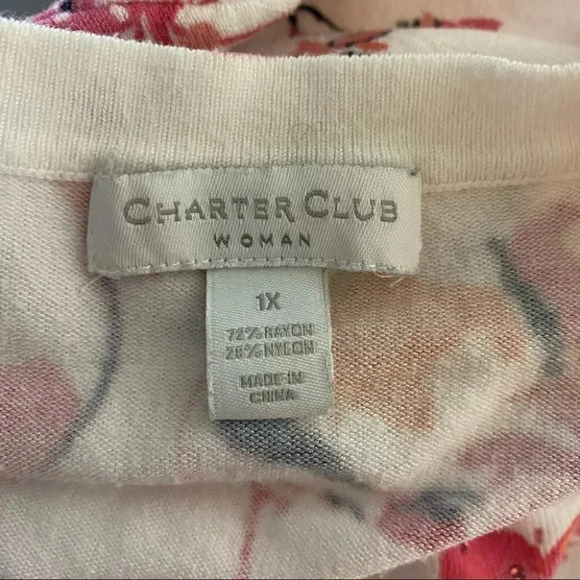 CHARTER CLUB
WOMAN
1X
72% RAYON
28% NYLON
MADE IN
CHINA